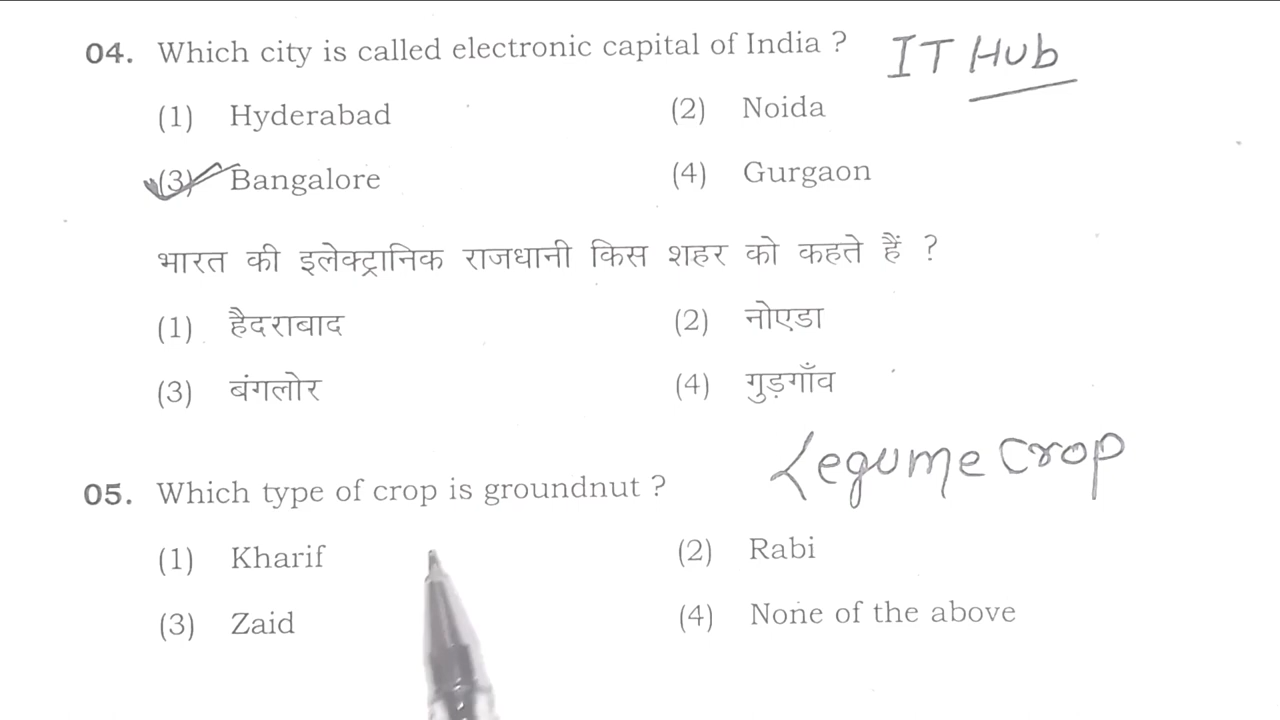 04. Which city is called electronic capital of India ? IT Hub
(1) Hyderabad (2) Noida
(3) Bangalore (4) Gurgaon
भारत की इलेक्ट्रानिक राजधानी किस शहर को कहते हैं ?
(1) हैदराबाद (2) नोएडा
(3) बंगलोर (4) गुड़गाँव
Legume Crop
05. Which type of crop is groundnut ?
(1) Kharif (2) Rabi
(3) Zaid (4) None of the above